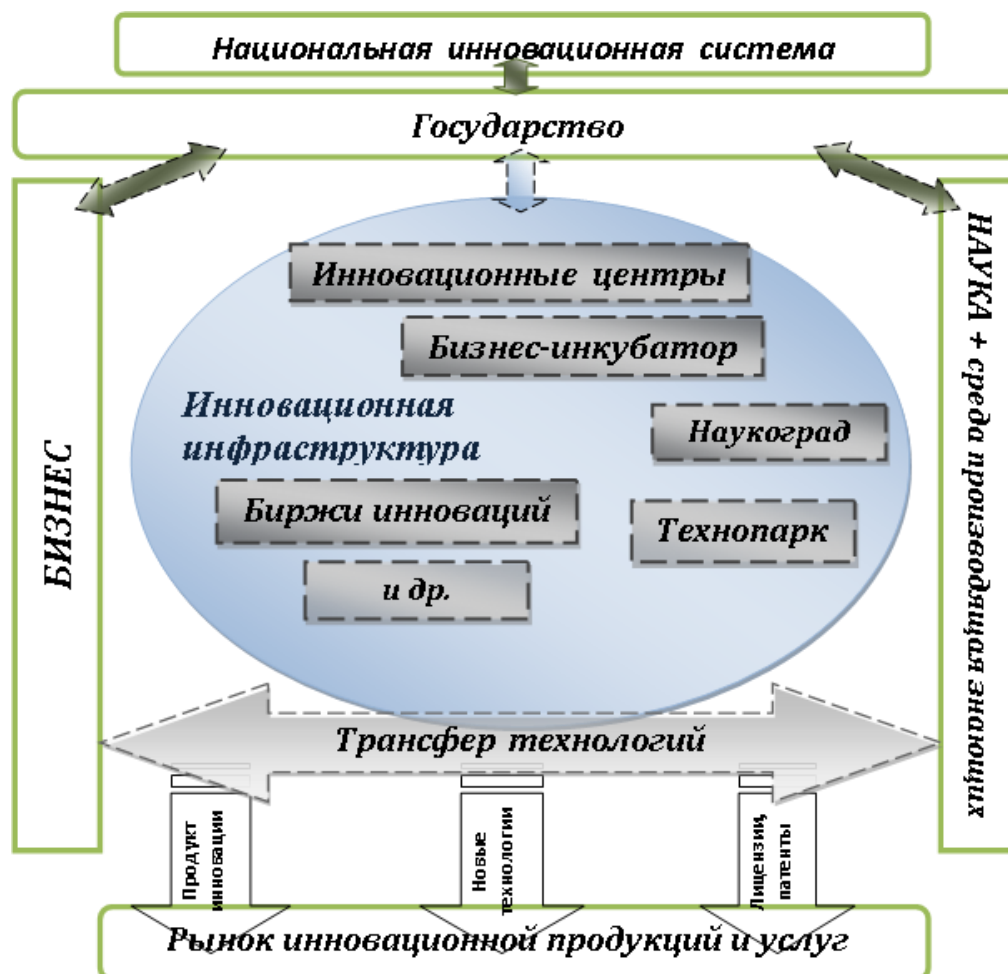 Национальная инновационная система
Государство
БИЗНЕС
НАУКА + среда производящая знающих
Инновационные центры
Бизнес-инкубатор
Инновационная
инфраструктура
Наукоград
Биржи инноваций
Технопарк
и др.
Трансфер технологий
Продукт
инновации
Новые
технологии
Лицензии,
патенты
Рынок инновационной продукций и услуг